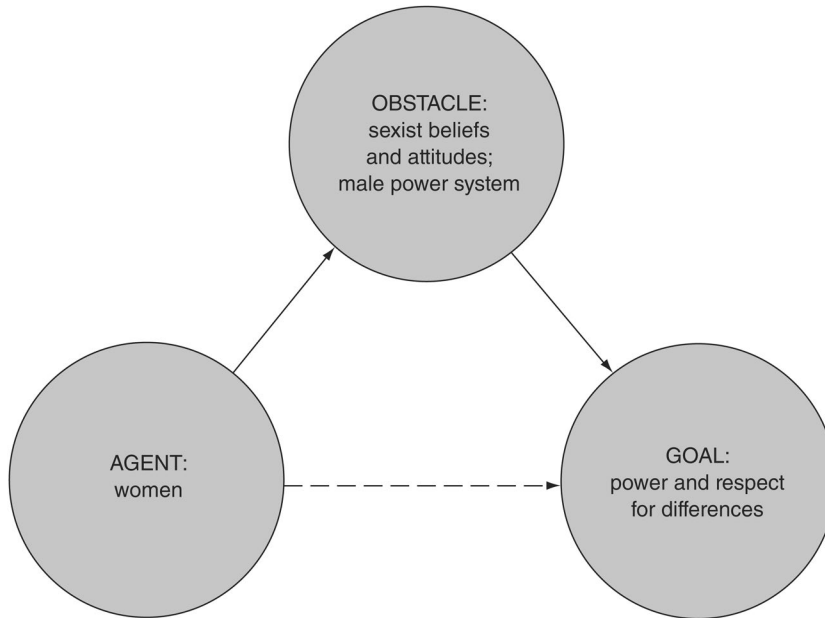 OBSTACLE:
sexist beliefs
and attitudes;
male power system
AGENT:
women
GOAL:
power and respect
for differences